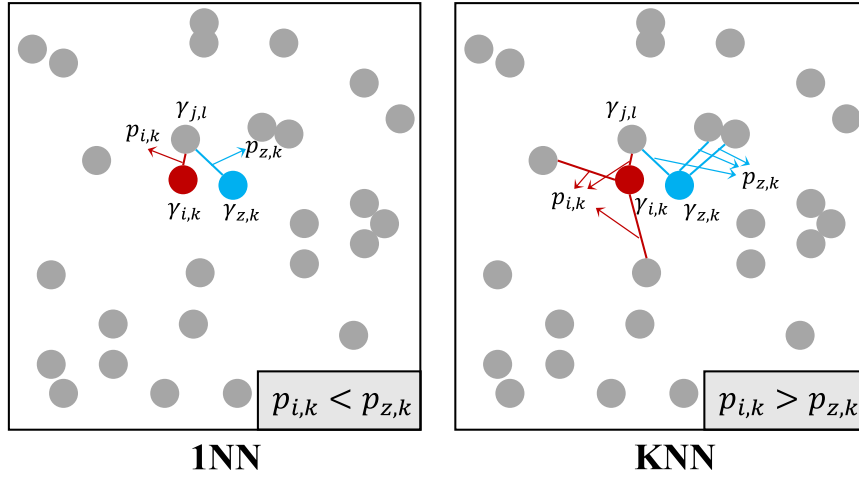 γ_{j,l}
p_{i,k}
p_{z,k}
γ_{i,k}
γ_{z,k}
p_{i,k} < p_{z,k}
1NN
γ_{j,l}
p_{z,k}
p_{i,k}
γ_{i,k}
γ_{z,k}
p_{i,k} > p_{z,k}
KNN